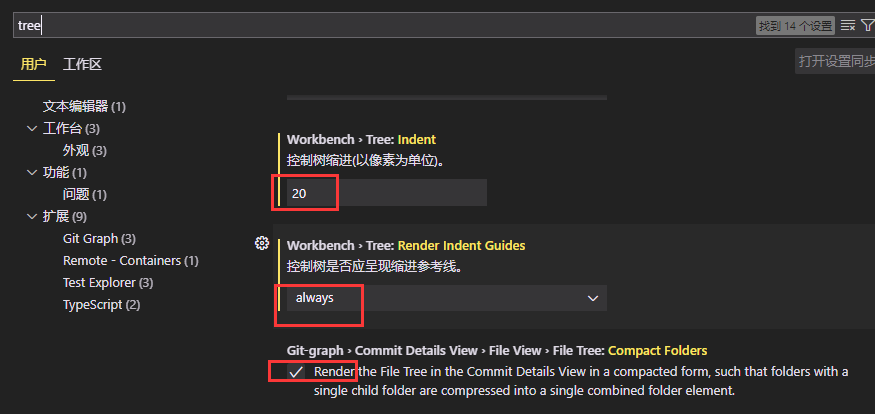 tree
找到 14 个设置
用户
工作区
打开设置同步
文本编辑器 (1)
工作台 (3)
外观 (3)
功能 (1)
问题 (1)
扩展 (9)
Git Graph (3)
Remote - Containers (1)
Test Explorer (3)
TypeScript (2)
Workbench › Tree: Indent
控制树缩进(以像素为单位)。
20
Workbench › Tree: Render Indent Guides
控制树是否应呈现缩进参考线。
always
Git-graph › Commit Details View › File View › File Tree: Compact Folders
Render the File Tree in the Commit Details View in a compacted form, such that folders with a
single child folder are compressed into a single combined folder element.